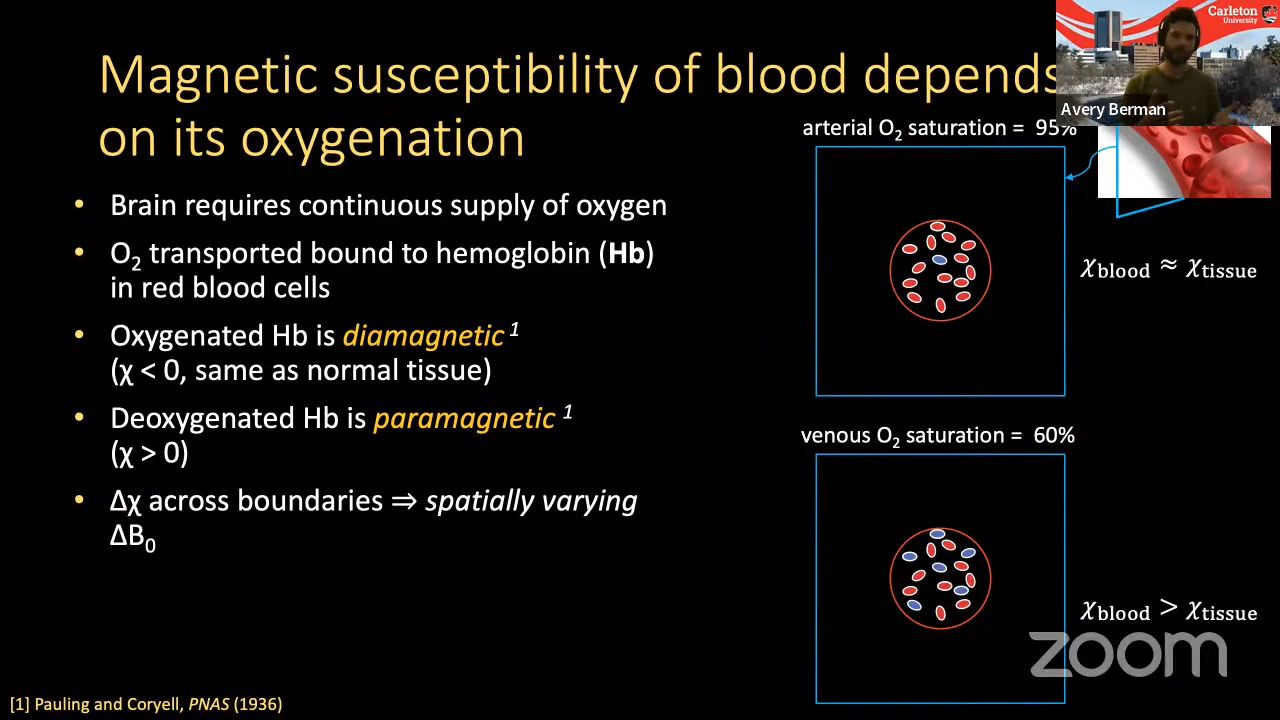 Magnetic susceptibility of blood depends
on its oxygenation
Carleton
University
Avery Berman
• Brain requires continuous supply of oxygen
• O₂ transported bound to hemoglobin (Hb)
in red blood cells
• Oxygenated Hb is diamagnetic ¹
(χ < 0, same as normal tissue)
• Deoxygenated Hb is paramagnetic ¹
(χ > 0)
• Δχ across boundaries ⇒ spatially varying
ΔB₀
arterial O₂ saturation = 95%
χblood ≈ χtissue
venous O₂ saturation = 60%
χblood > χtissue
zoom
[1] Pauling and Coryell, PNAS (1936)